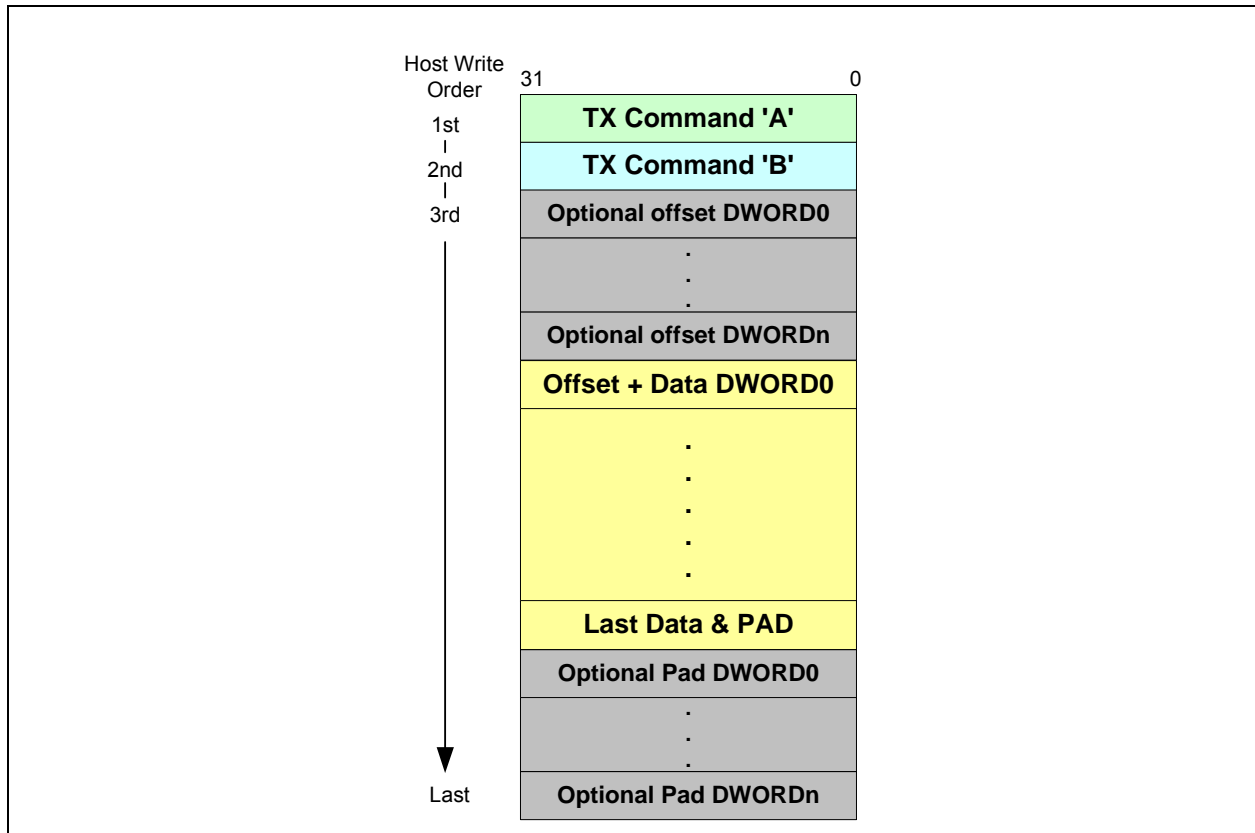 Host Write
Order
31
0
1st
TX Command 'A'
2nd
TX Command 'B'
3rd
Optional offset DWORD0
.
.
.
Optional offset DWORDn
Offset + Data DWORD0
.
.
.
.
.
Last Data & PAD
Optional Pad DWORD0
.
.
.
Last
Optional Pad DWORDn